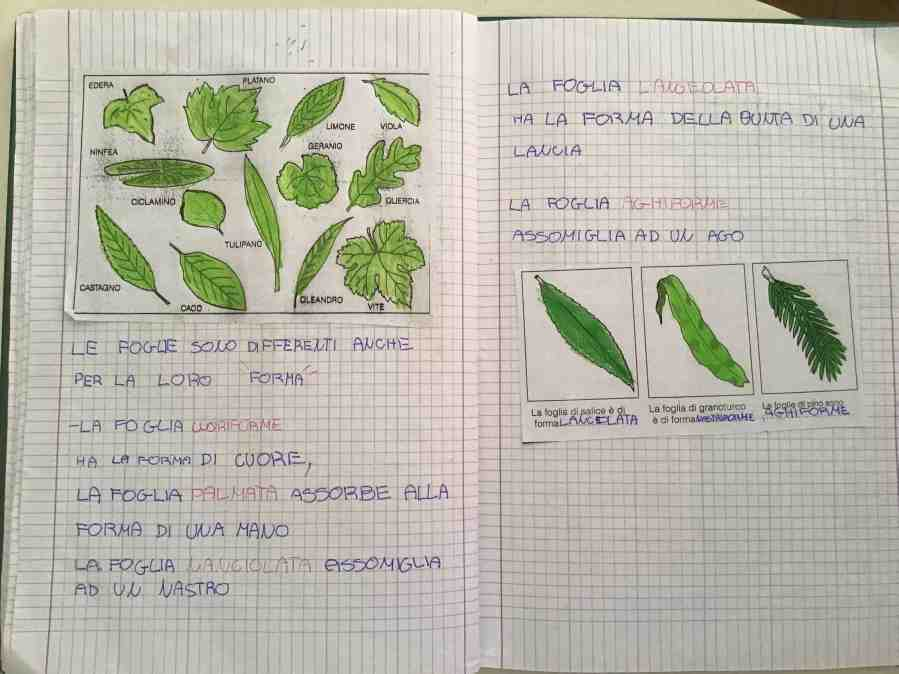 EDERA
PLATANO
LIMONE
VIOLA
NINFEA
GERANIO
CICLAMINO
QUERCIA
TULIPANO
CASTAGNO
CACO
OLEANDRO
VITE
LE FOGLIE SONO DIFFERENTI ANCHE
PER LA LORO FORMA
-LA FOGLIA CUORIFORME
HA LA FORMA DI CUORE,
LA FOGLIA PALMATA ASSORBE ALLA
FORMA DI UNA MANO
LA FOGLIA LANCIOLATA ASSOMIGLIA
AD UN NASTRO
LA FOGLIA LANCEOLATA
HA LA FORMA DELLA PUNTA DI UNA
LANCIA
LA FOGLIA AGHIFORME
ASSOMIGLIA AD UN AGO
La foglia di salice è di
forma LANCELATA
La foglia di granoturco
è di forma NASTRIFORME
Le foglie di pino sono
AGHIFORME